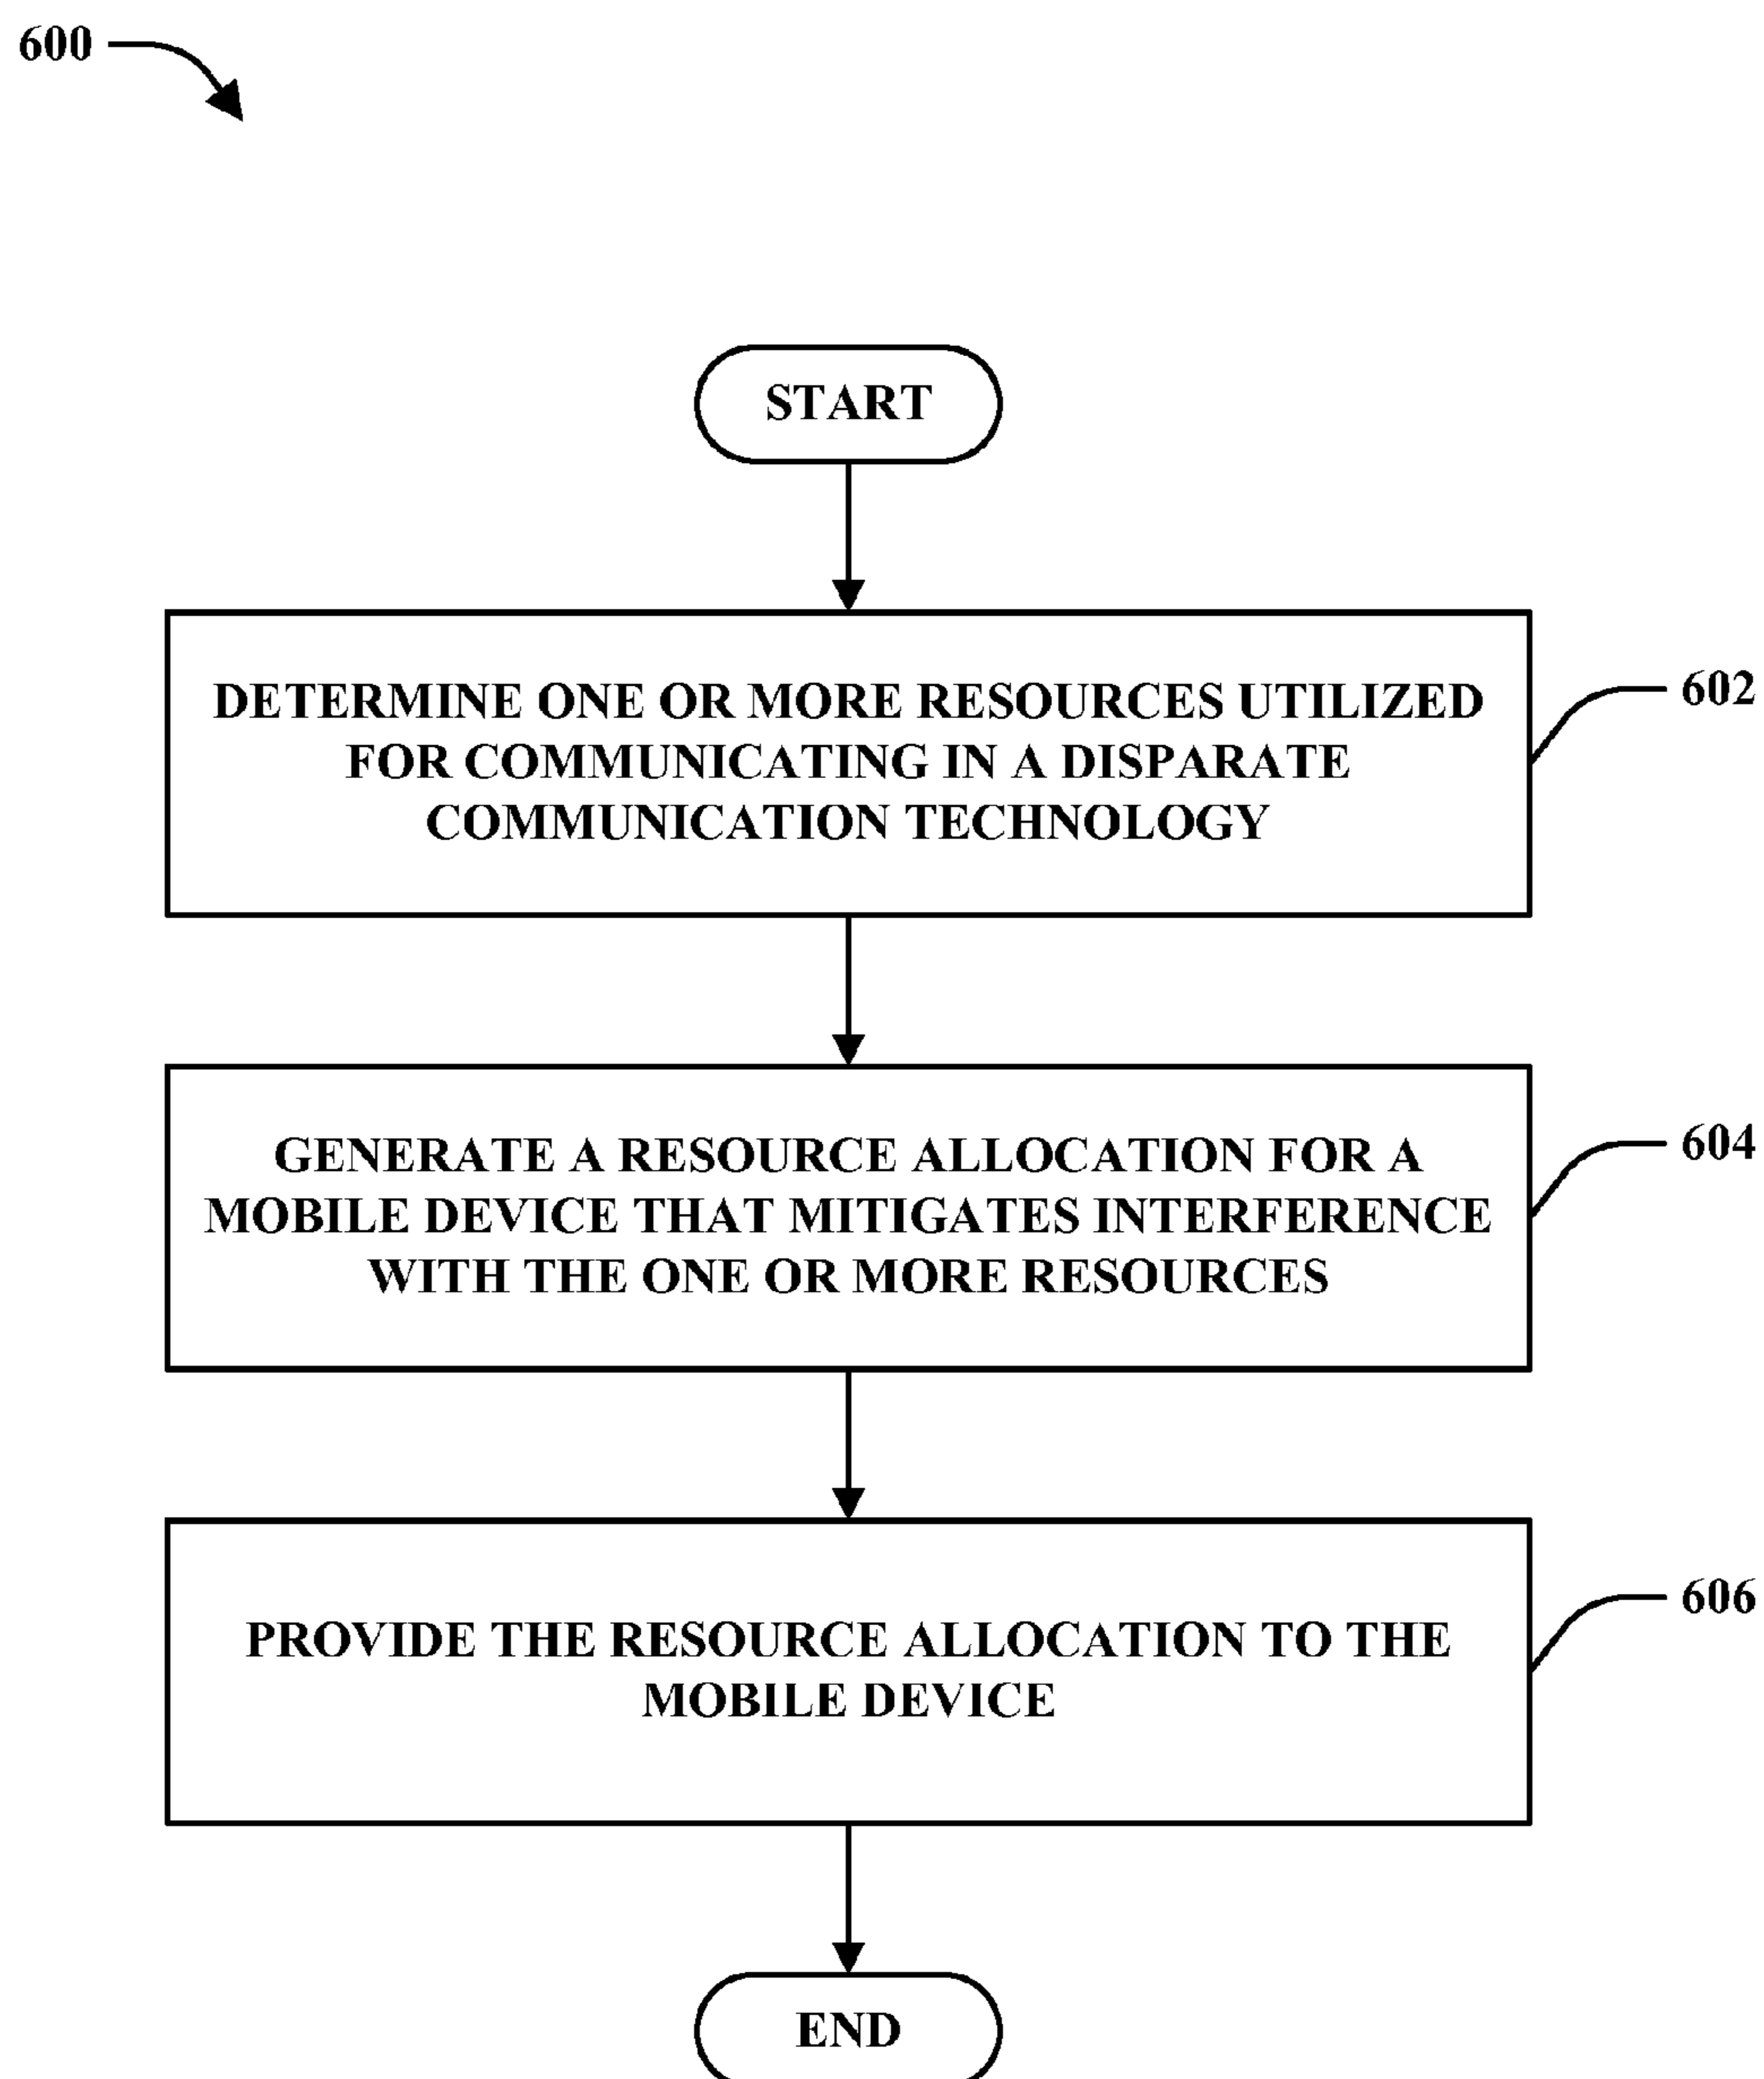 600
START
DETERMINE ONE OR MORE RESOURCES UTILIZED
FOR COMMUNICATING IN A DISPARATE
COMMUNICATION TECHNOLOGY
602
GENERATE A RESOURCE ALLOCATION FOR A
MOBILE DEVICE THAT MITIGATES INTERFERENCE
WITH THE ONE OR MORE RESOURCES
604
PROVIDE THE RESOURCE ALLOCATION TO THE
MOBILE DEVICE
606
END